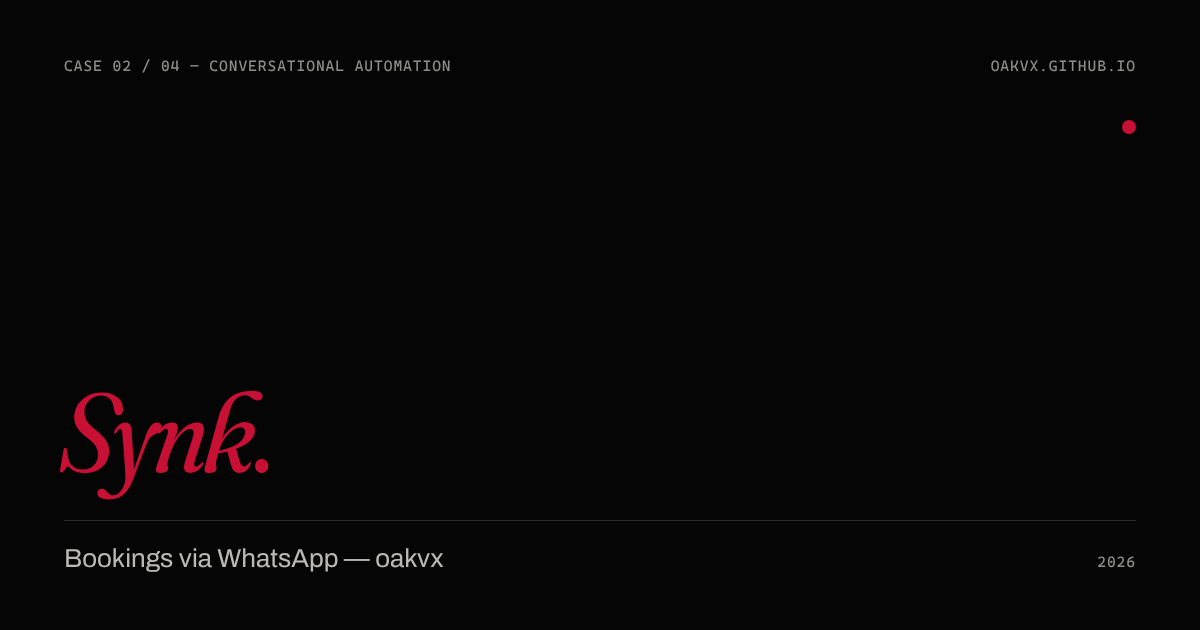 CASE 02 / 04 — CONVERSATIONAL AUTOMATION
OAKVX.GITHUB.IO
Synk.
Bookings via WhatsApp — oakvx
2026